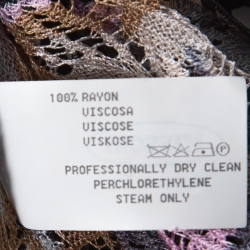 100% RAYON
VISCOSA
VISCOSE
VISKOSE
PROFESSIONALLY DRY CLEAN
PERCHLORETHYLENE
STEAM ONLY